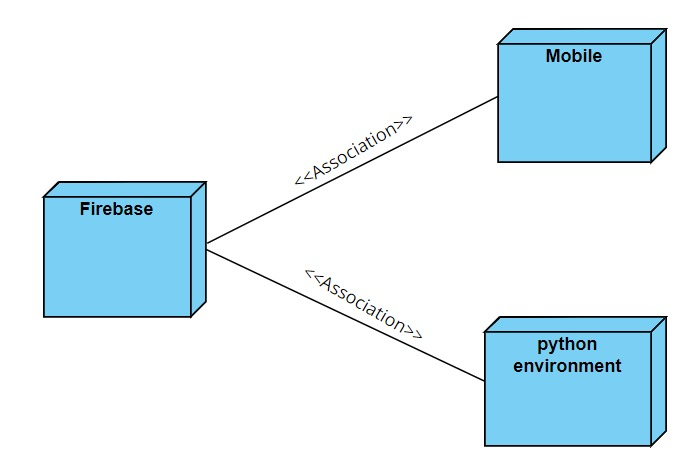 Mobile
<<Association>>
Firebase
<<Association>>
python
environment